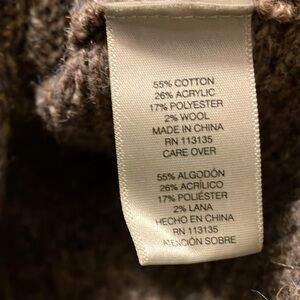 55% COTTON
26% ACRYLIC
17% POLYESTER
2% WOOL
MADE IN CHINA
RN 113135
CARE OVER
55% ALGODÓN
26% ACRÍLICO
17% POLIÉSTER
2% LANA
HECHO EN CHINA
RN 113135
ATENCIÓN SOBRE